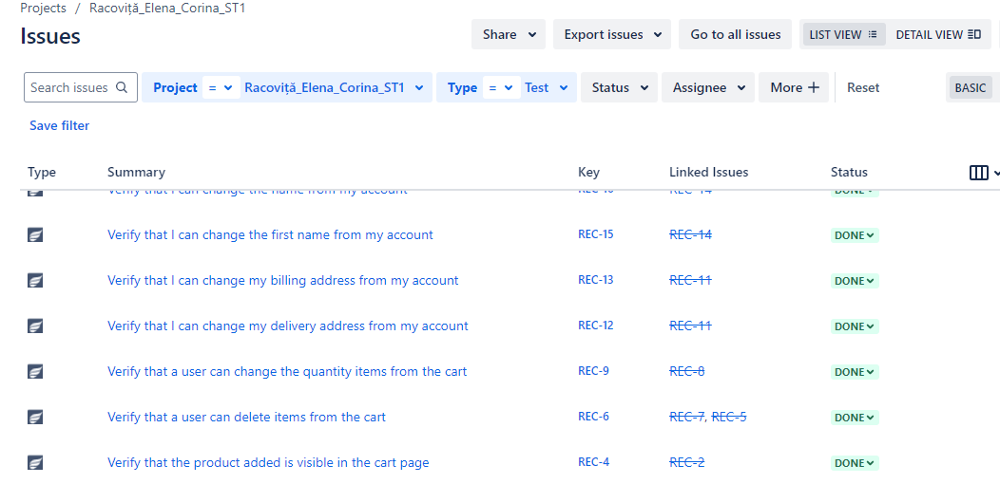 Projects / Racoviță_Elena_Corina_ST1
Issues
Share Export issues Go to all issues LIST VIEW DETAIL VIEW
Search issues Project = Racoviță_Elena_Corina_ST1 Type = Test Status Assignee More + Reset BASIC
Save filter
Type Summary Key Linked Issues Status
Verify that I can change the name from my account REC-16 REC-14 DONE
Verify that I can change the first name from my account REC-15 REC-14 DONE
Verify that I can change my billing address from my account REC-13 REC-11 DONE
Verify that I can change my delivery address from my account REC-12 REC-11 DONE
Verify that a user can change the quantity items from the cart REC-9 REC-8 DONE
Verify that a user can delete items from the cart REC-6 REC-7, REC-5 DONE
Verify that the product added is visible in the cart page REC-4 REC-2 DONE